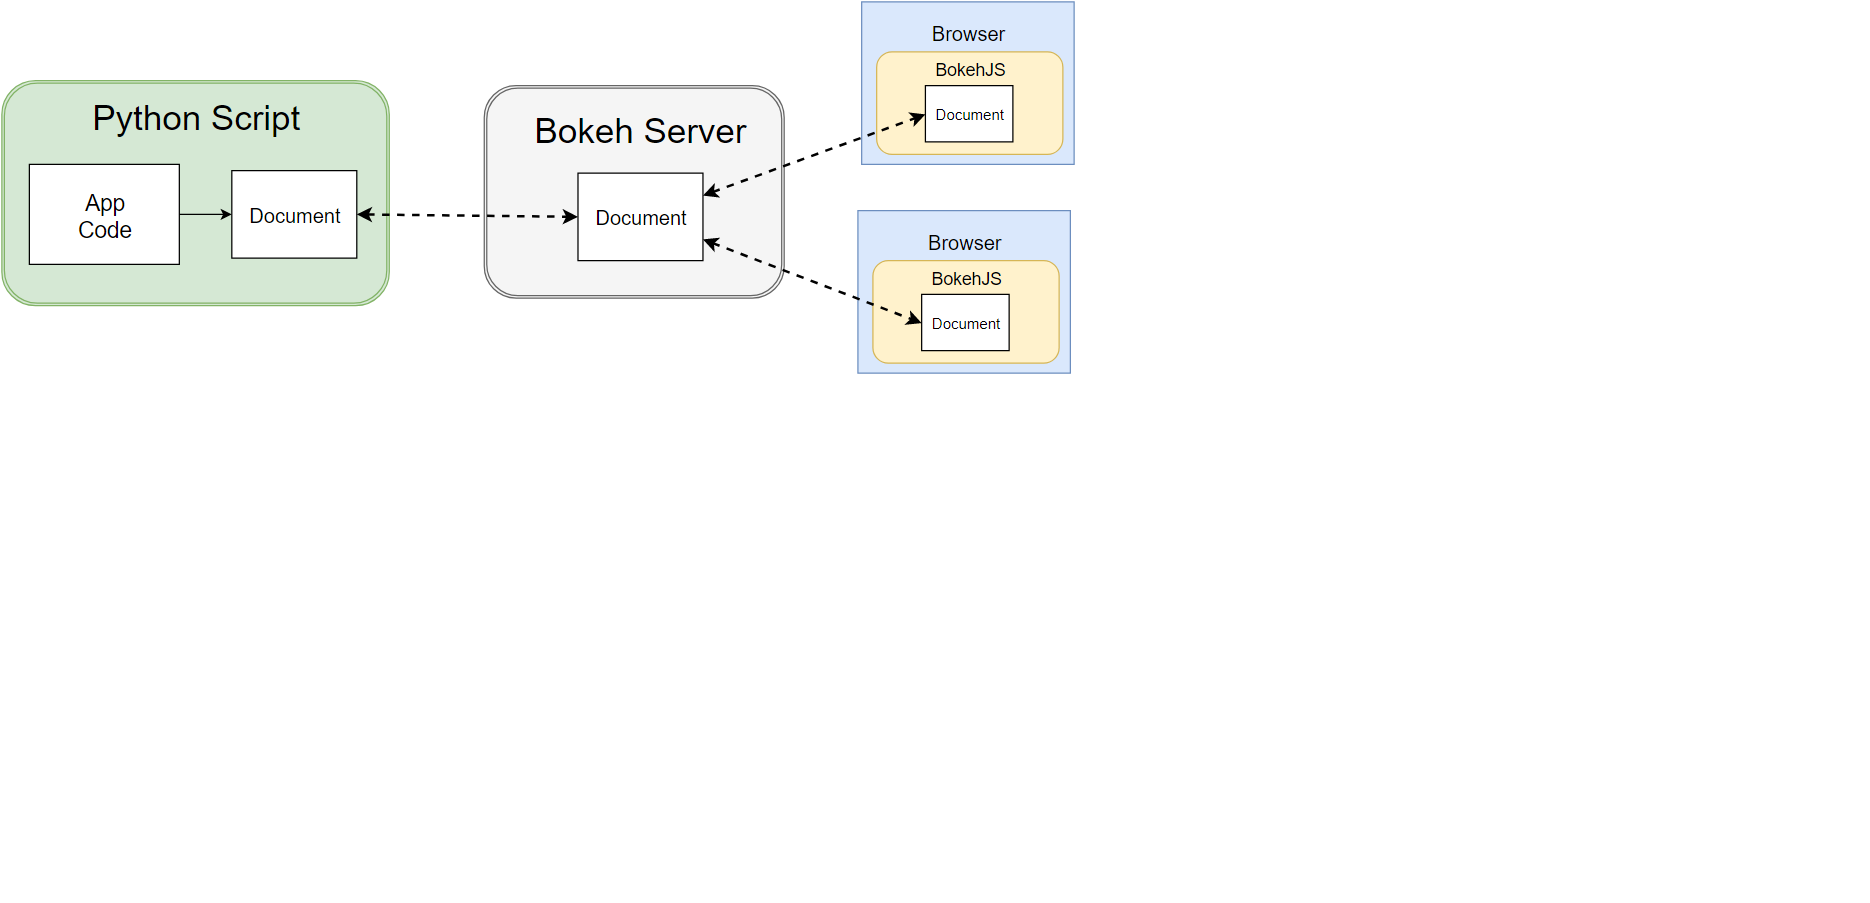 Python Script
App
Code
Document
Bokeh Server
Document
Browser
BokehJS
Document
Browser
BokehJS
Document